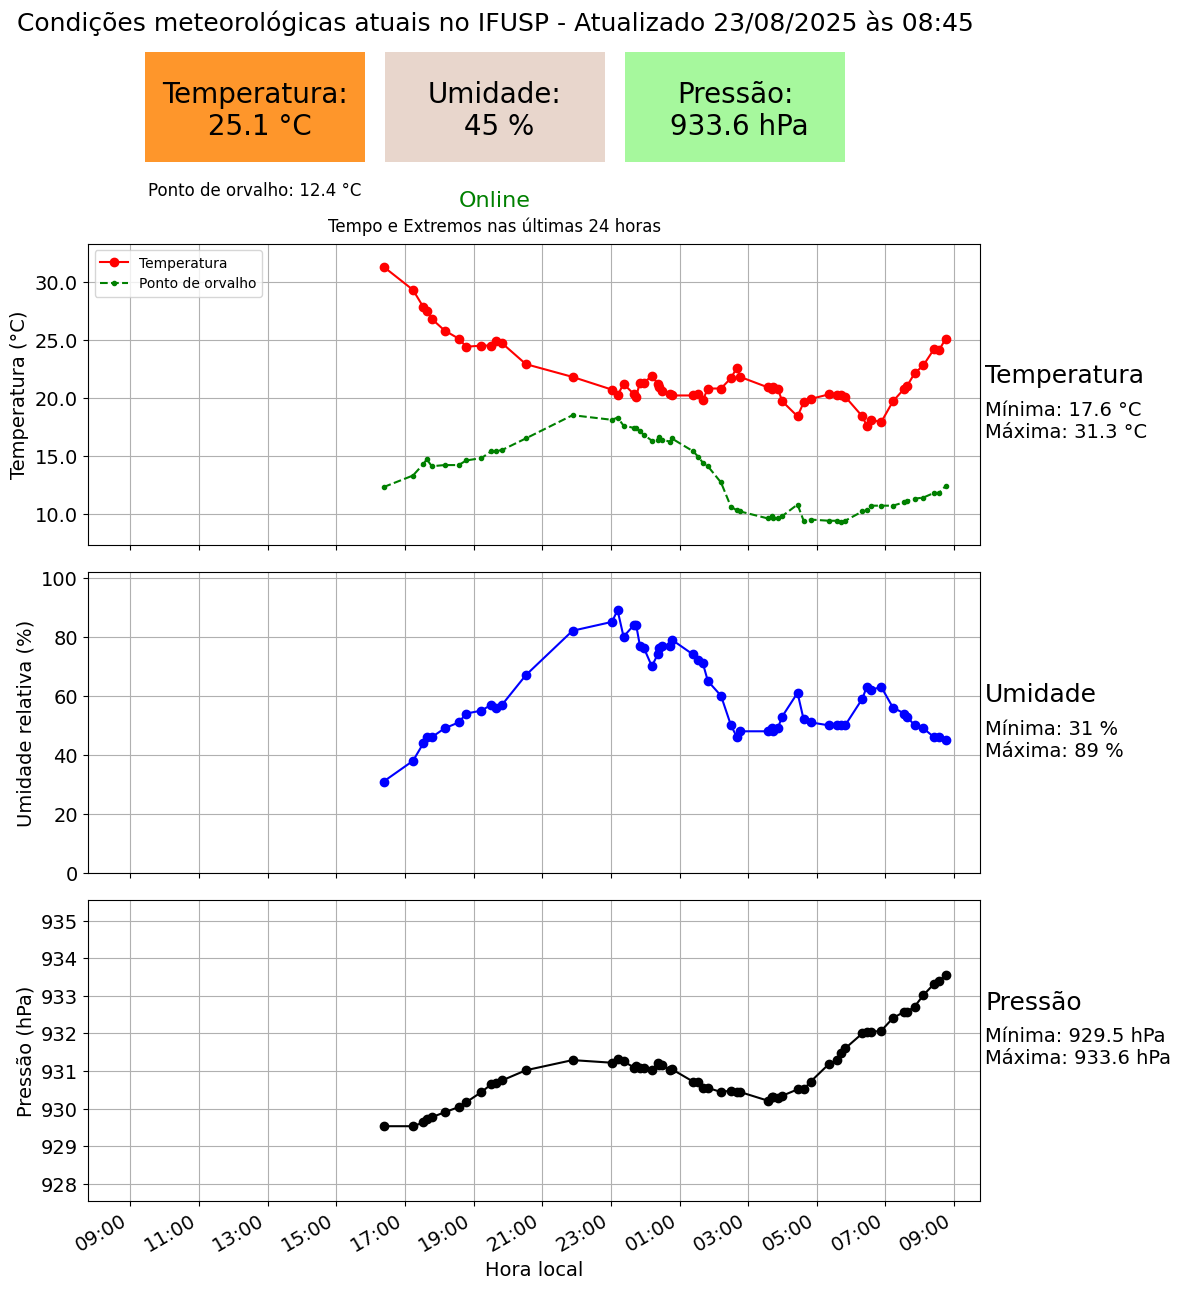 Condições meteorológicas atuais no IFUSP - Atualizado 23/08/2025 às 08:45
Temperatura:
25.1 °C
Umidade:
45 %
Pressão:
933.6 hPa
Ponto de orvalho: 12.4 °C
Online
Tempo e Extremos nas últimas 24 horas
Temperatura
Ponto de orvalho
Temperatura (°C)
30.0
25.0
20.0
15.0
10.0
Temperatura
Mínima: 17.6 °C
Máxima: 31.3 °C
Umidade relativa (%)
100
80
60
40
20
0
Umidade
Mínima: 31 %
Máxima: 89 %
Pressão (hPa)
935
934
933
932
931
930
929
928
Pressão
Mínima: 929.5 hPa
Máxima: 933.6 hPa
09:00 11:00 13:00 15:00 17:00 19:00 21:00 23:00 01:00 03:00 05:00 07:00 09:00
Hora local